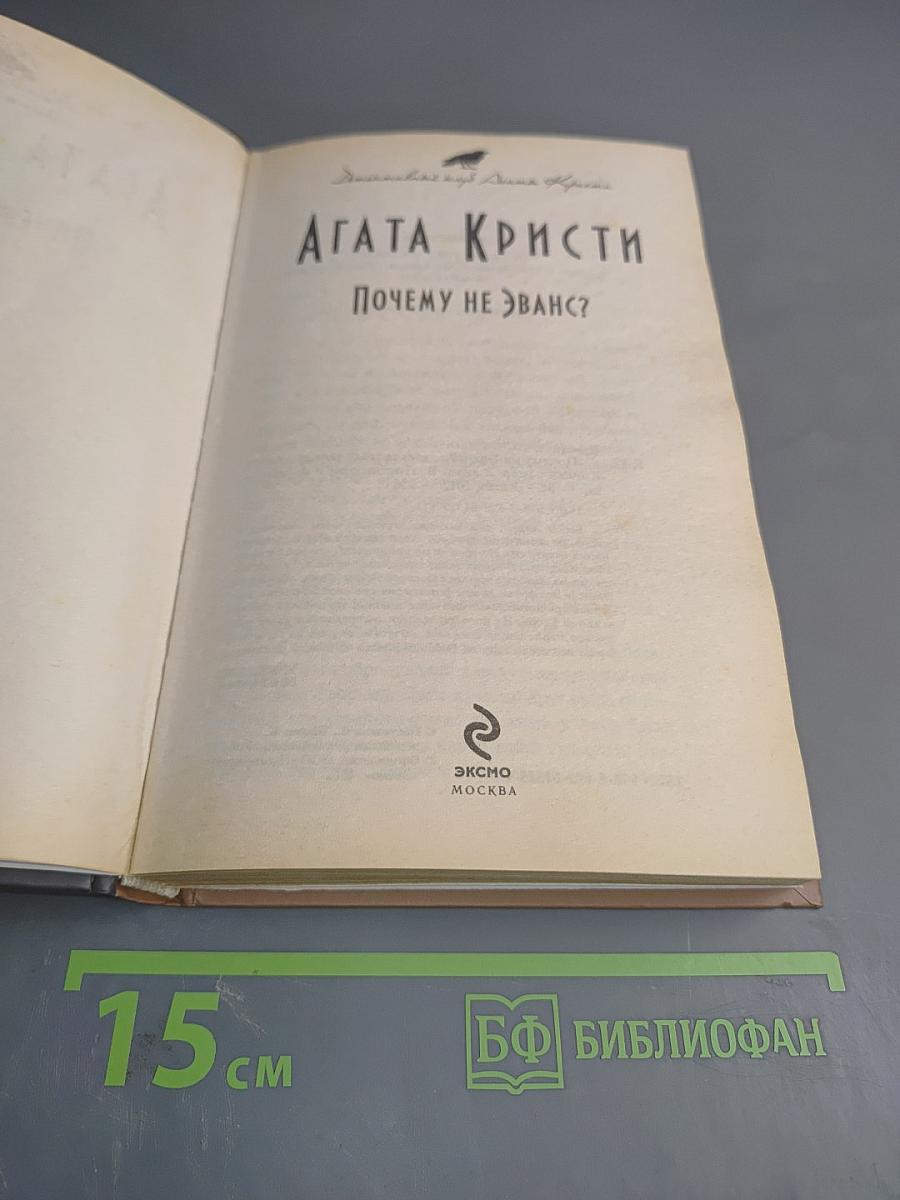 АГАТА КРИСТИ
ПОЧЕМУ НЕ ЭВАНС?
ЭКСМО
МОСКВА
15 см
БФ БИБЛИОФАН